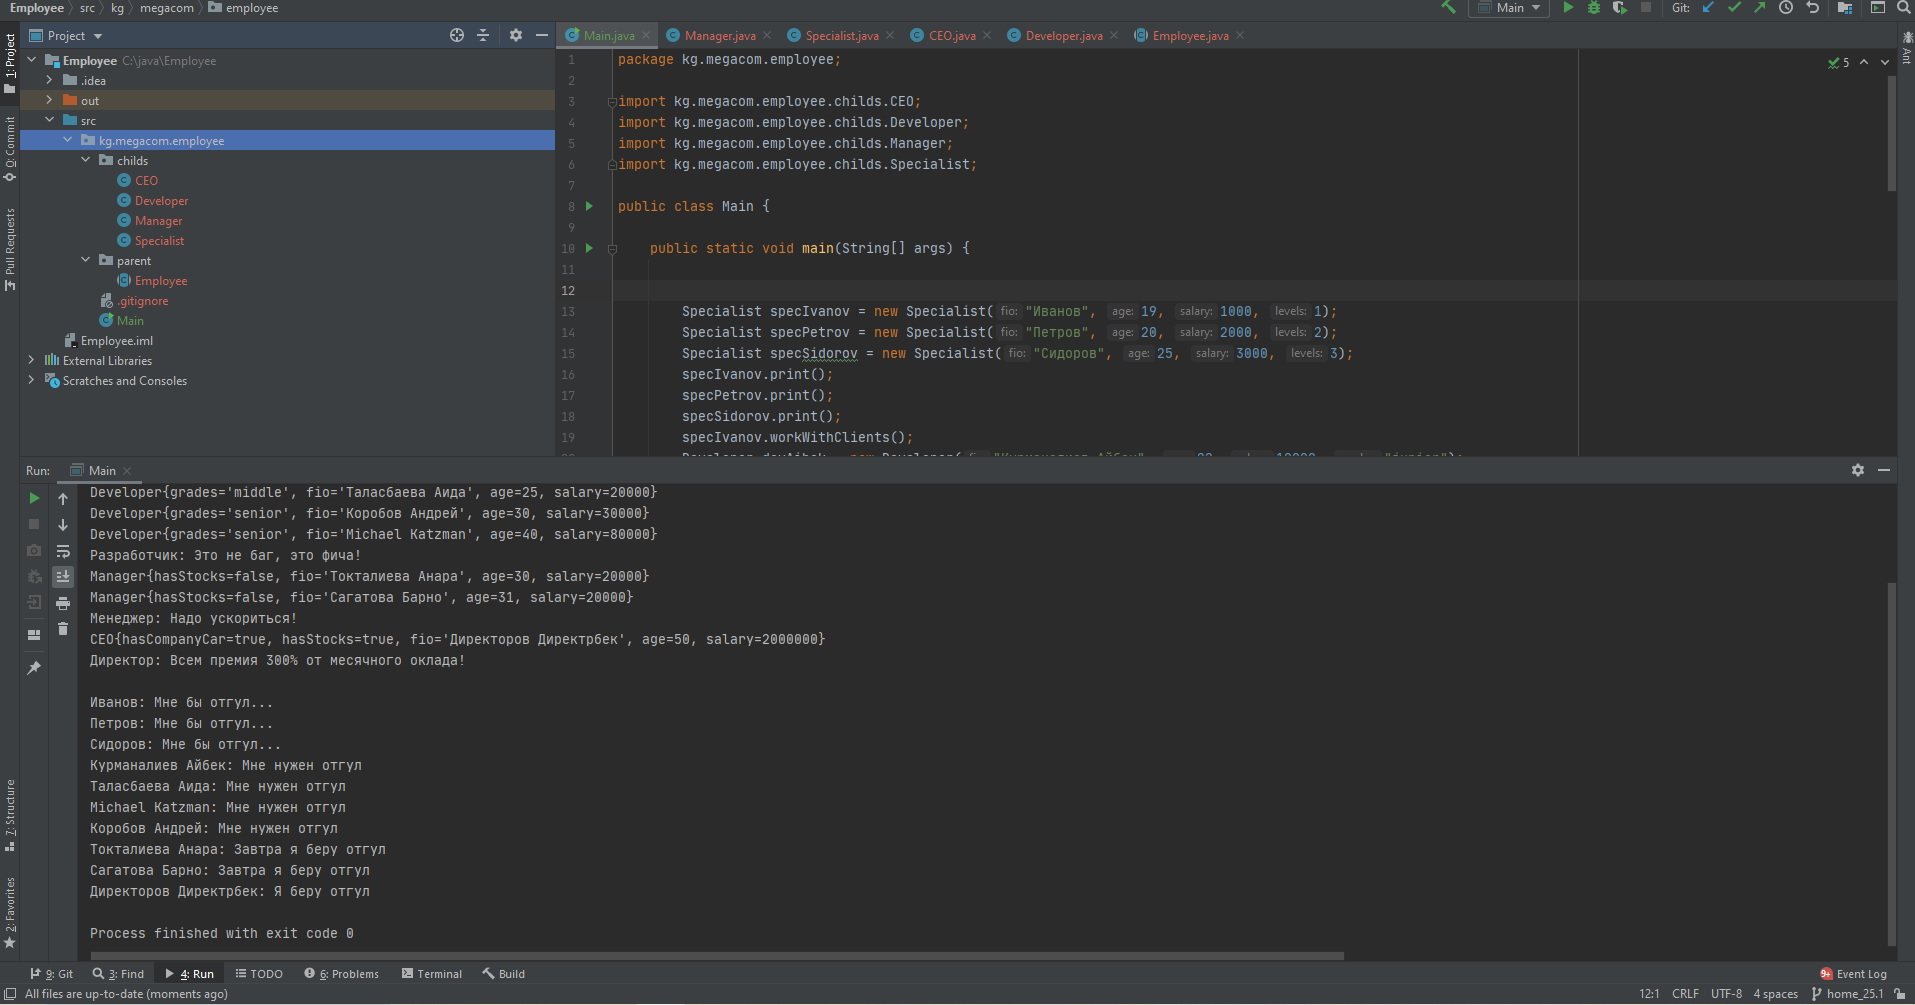 Employee src kg megacom employee
Main Git:
Project
Main.java Manager.java Specialist.java CEO.java Developer.java Employee.java
1: Project
0: Commit
Pull Requests
7: Structure
2: Favorites
Ant
Employee C:\java\Employee
.idea
out
src
kg.megacom.employee
childs
CEO
Developer
Manager
Specialist
parent
Employee
.gitignore
Main
Employee.iml
External Libraries
Scratches and Consoles
5
1 package kg.megacom.employee;
2
3 import kg.megacom.employee.childs.CEO;
4 import kg.megacom.employee.childs.Developer;
5 import kg.megacom.employee.childs.Manager;
6 import kg.megacom.employee.childs.Specialist;
7
8 public class Main {
9
10 public static void main(String[] args) {
11
12
13 Specialist specIvanov = new Specialist( fio: "Иванов", age: 19, salary: 1000, levels: 1);
14 Specialist specPetrov = new Specialist( fio: "Петров", age: 20, salary: 2000, levels: 2);
15 Specialist specSidorov = new Specialist( fio: "Сидоров", age: 25, salary: 3000, levels: 3);
16 specIvanov.print();
17 specPetrov.print();
18 specSidorov.print();
19 specIvanov.workWithClients();
Run: Main
Developer{grades='middle', fio='Таласбаева Аида', age=25, salary=20000}
Developer{grades='senior', fio='Коробов Андрей', age=30, salary=30000}
Developer{grades='senior', fio='Michael Katzman', age=40, salary=80000}
Разработчик: Это не баг, это фича!
Manager{hasStocks=false, fio='Токталиева Анара', age=30, salary=20000}
Manager{hasStocks=false, fio='Сагатова Барно', age=31, salary=20000}
Менеджер: Надо ускориться!
CEO{hasCompanyCar=true, hasStocks=true, fio='Директоров Директрбек', age=50, salary=2000000}
Директор: Всем премия 300% от месячного оклада!
Иванов: Мне бы отгул...
Петров: Мне бы отгул...
Сидоров: Мне бы отгул...
Курманалиев Айбек: Мне нужен отгул
Таласбаева Аида: Мне нужен отгул
Michael Katzman: Мне нужен отгул
Коробов Андрей: Мне нужен отгул
Токталиева Анара: Завтра я беру отгул
Сагатова Барно: Завтра я беру отгул
Директоров Директрбек: Я беру отгул
Process finished with exit code 0
9: Git 3: Find 4: Run TODO 6: Problems Terminal Build 9+ Event Log
All files are up-to-date (moments ago) 12:1 CRLF UTF-8 4 spaces home_25.1